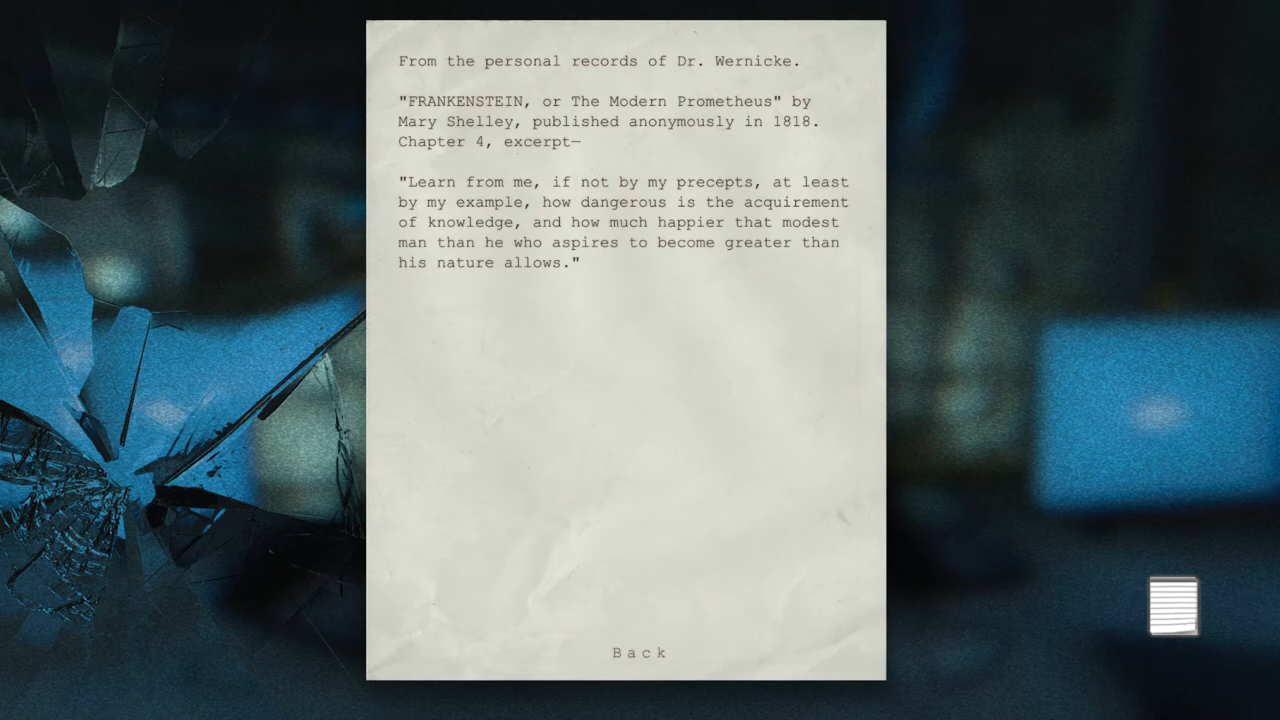 From the personal records of Dr. Wernicke.
"FRANKENSTEIN, or The Modern Prometheus" by
Mary Shelley, published anonymously in 1818.
Chapter 4, excerpt—
"Learn from me, if not by my precepts, at least
by my example, how dangerous is the acquirement
of knowledge, and how much happier that modest
man than he who aspires to become greater than
his nature allows."
Back